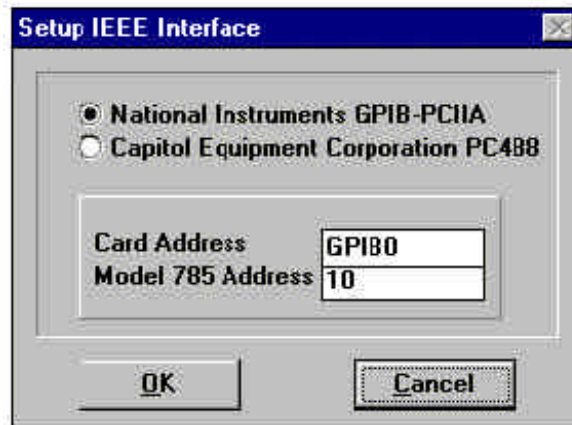 Setup IEEE Interface
National Instruments GPIB-PCIIA
Capitol Equipment Corporation PC488
Card Address GPIB0
Model 785 Address 10
OK Cancel